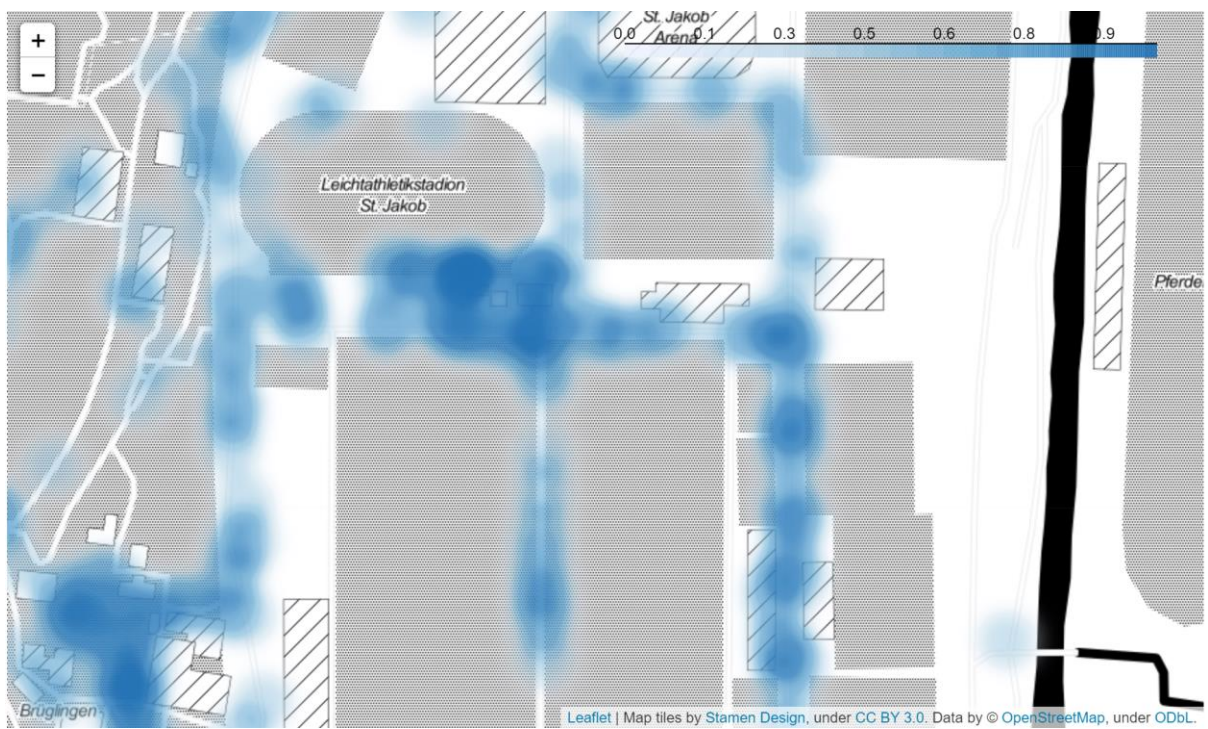 +
−
St. Jakob
Arena
0.0 0.1 0.3 0.5 0.6 0.8 0.9
Leichtathletikstadion
St. Jakob
Pferde
Brüglingen
Leaflet | Map tiles by Stamen Design, under CC BY 3.0. Data by © OpenStreetMap, under ODbL.